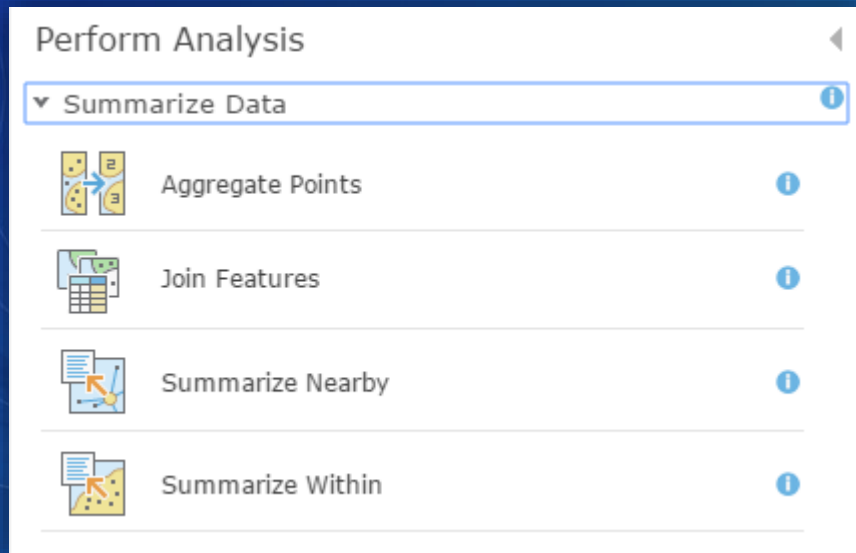 Perform Analysis
Summarize Data
Aggregate Points
Join Features
Summarize Nearby
Summarize Within